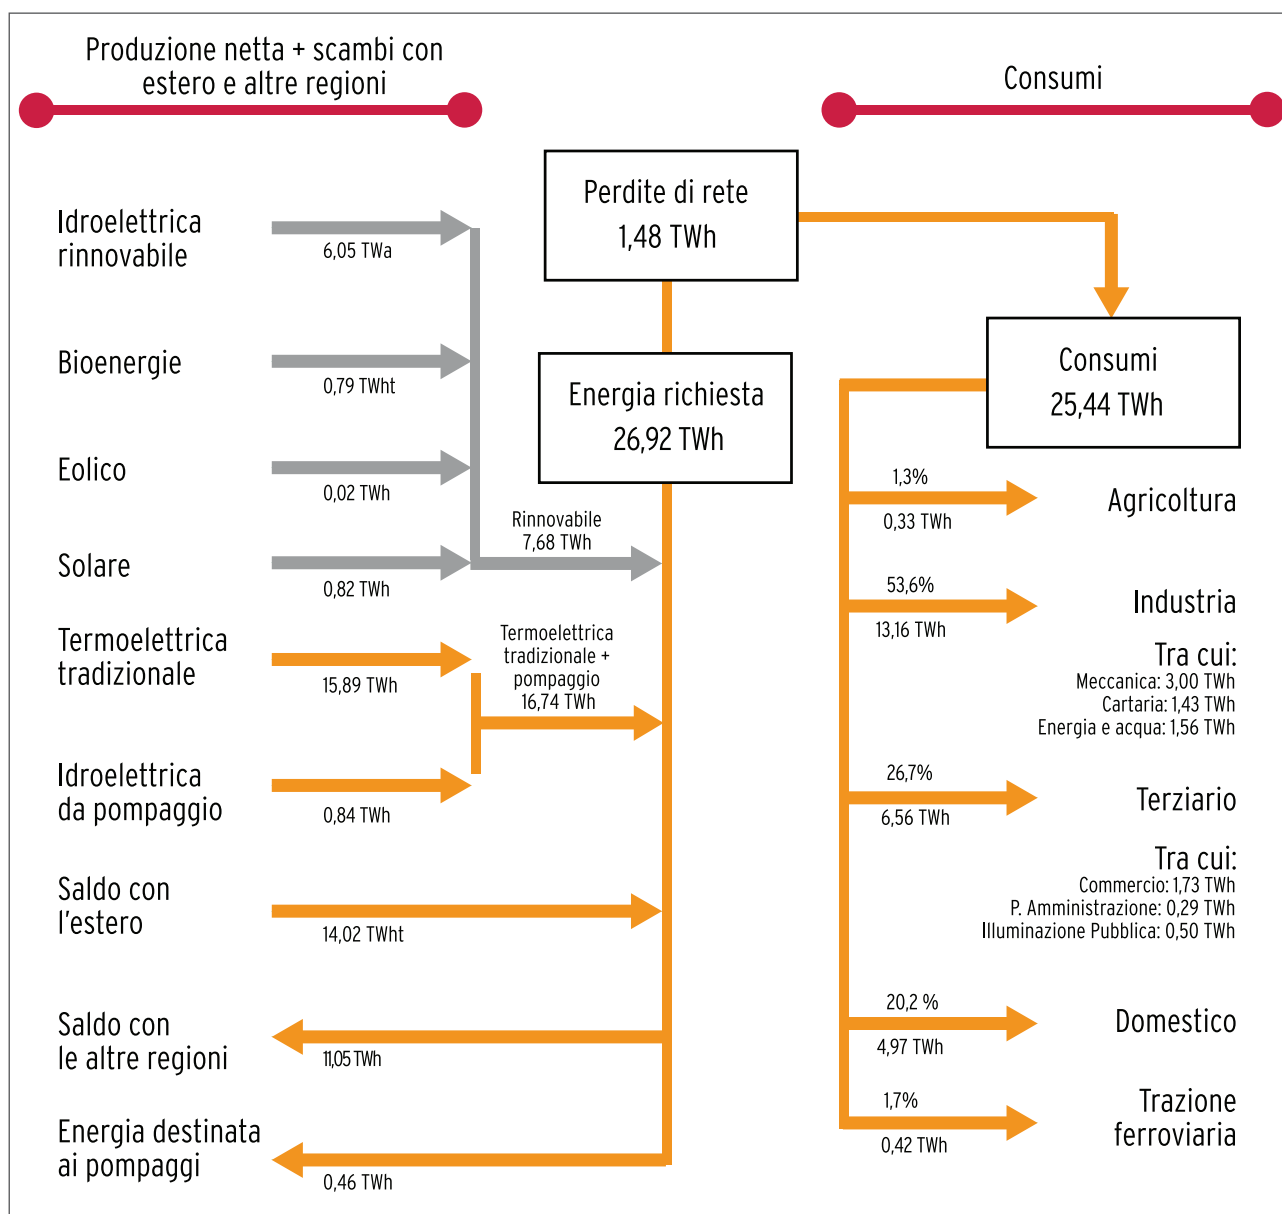 Produzione netta + scambi con
estero e altre regioni
Consumi
Idroelettrica
rinnovabile
6,05 TWa
Bioenergie
0,79 TWht
Eolico
0,02 TWh
Solare
0,82 TWh
Rinnovabile
7,68 TWh
Termoelettrica
tradizionale
15,89 TWh
Termoelettrica
tradizionale +
pompaggio
16,74 TWh
Idroelettrica
da pompaggio
0,84 TWh
Saldo con
l'estero
14,02 TWht
Saldo con
le altre regioni
11,05 TWh
Energia destinata
ai pompaggi
0,46 TWh
Perdite di rete
1,48 TWh
Energia richiesta
26,92 TWh
Consumi
25,44 TWh
1,3%
0,33 TWh
Agricoltura
53,6%
13,16 TWh
Industria
Tra cui:
Meccanica: 3,00 TWh
Cartaria: 1,43 TWh
Energia e acqua: 1,56 TWh
26,7%
6,56 TWh
Terziario
Tra cui:
Commercio: 1,73 TWh
P. Amministrazione: 0,29 TWh
Illuminazione Pubblica: 0,50 TWh
20,2 %
4,97 TWh
Domestico
1,7%
0,42 TWh
Trazione
ferroviaria